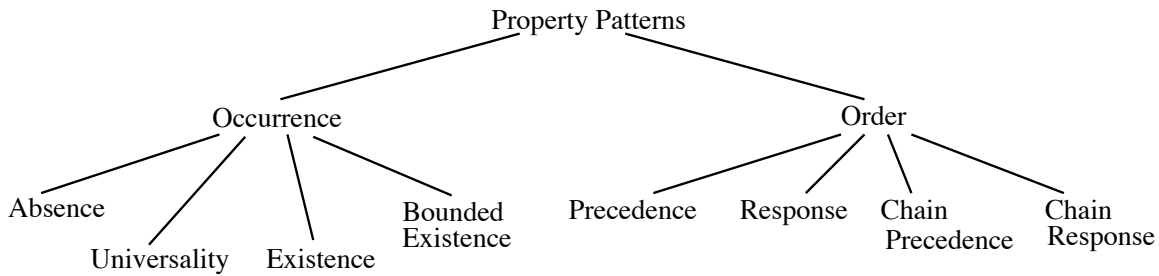 Property Patterns
Occurrence
Order
Absence
Universality
Existence
Bounded
Existence
Precedence
Response
Chain
Precedence
Chain
Response